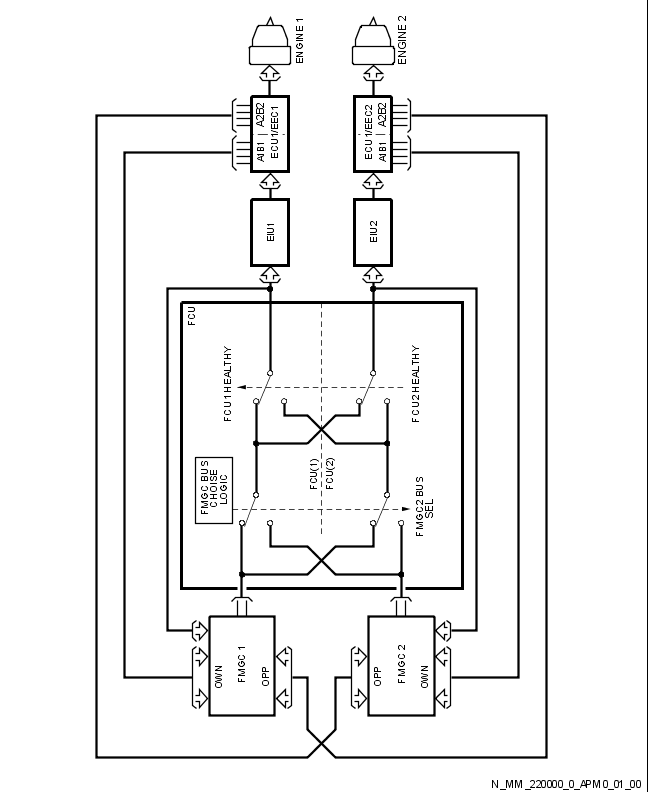 ENGINE 1
ENGINE 2
A2B2
A1B1
ECU1/EEC1
ECU1/EEC2
A2B2
A1B1
EIU1
EIU2
FCU
FCU1 HEALTHY
FCU2 HEALTHY
FCU(1)
FCU(2)
FMGC BUS
CHOISE
LOGIC
FMGC2 BUS
SEL
OWN
FMGC 1
OPP
OPP
FMGC 2
OWN
N_MM_220000_0_APM0_01_00